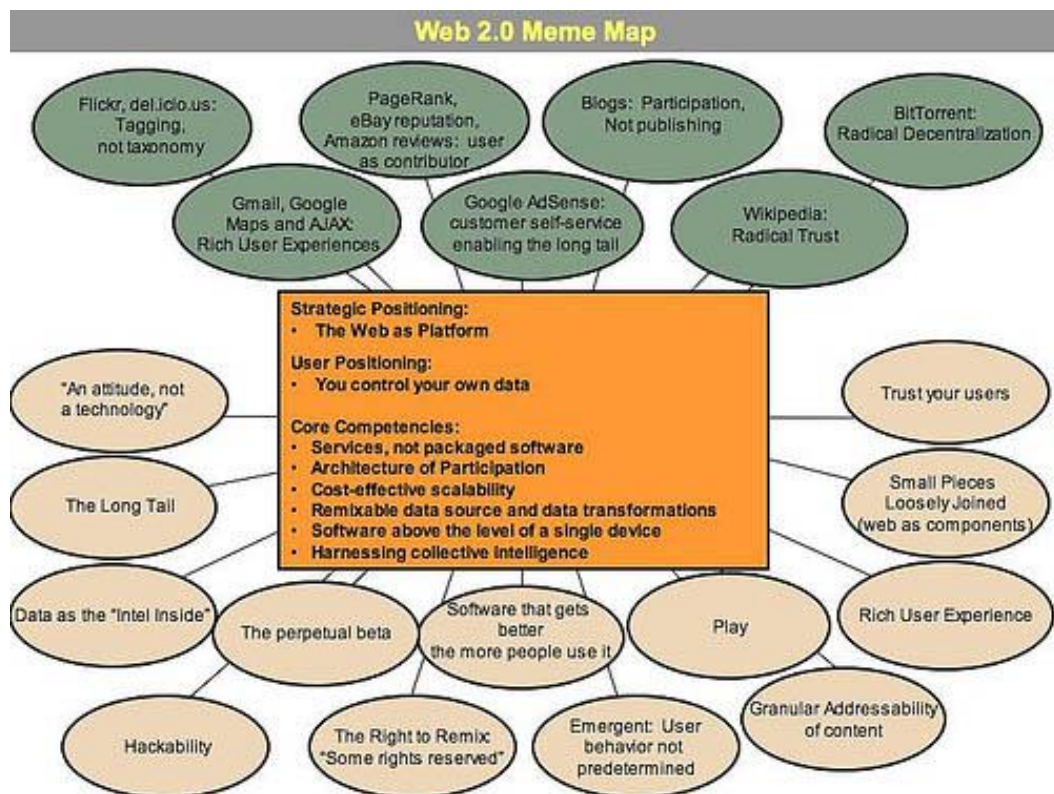 Web 2.0 Meme Map
Flickr, del.icio.us:
Tagging,
not taxonomy
PageRank,
eBay reputation,
Amazon reviews: user
as contributor
Blogs: Participation,
Not publishing
BitTorrent:
Radical Decentralization
Gmail, Google
Maps and AJAX:
Rich User Experiences
Google AdSense:
customer self-service
enabling the long tail
Wikipedia:
Radical Trust
Strategic Positioning:
• The Web as Platform
User Positioning:
• You control your own data
Core Competencies:
• Services, not packaged software
• Architecture of Participation
• Cost-effective scalability
• Remixable data source and data transformations
• Software above the level of a single device
• Harnessing collective intelligence
"An attitude, not
a technology"
Trust your users
The Long Tail
Small Pieces
Loosely Joined
(web as components)
Data as the "Intel Inside"
The perpetual beta
Software that gets
better
the more people use it
Play
Rich User Experience
Hackability
The Right to Remix:
"Some rights reserved"
Emergent: User
behavior not
predetermined
Granular Addressability
of content